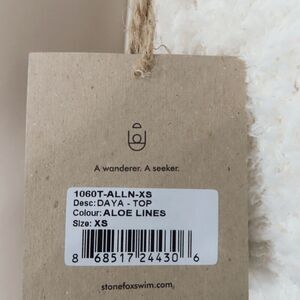 A wanderer. A seeker.
1060T-ALLN-XS
Desc: DAYA - TOP
Colour: ALOE LINES
Size: XS
8 68517 24430 6
stonefoxswim.com